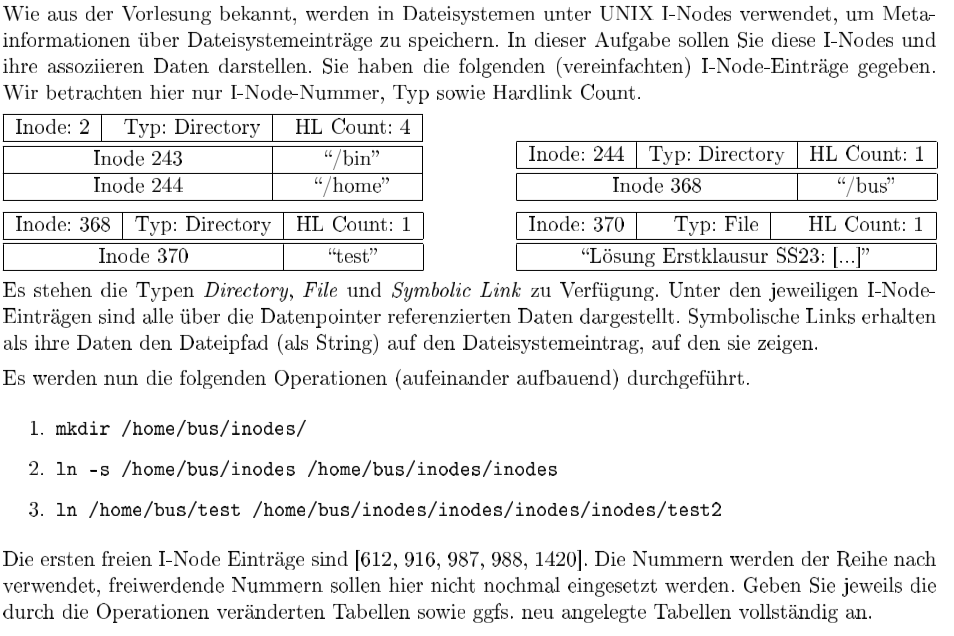 Wie aus der Vorlesung bekannt, werden in Dateisystemen unter UNIX I-Nodes verwendet, um Meta-
informationen über Dateisystemeinträge zu speichern. In dieser Aufgabe sollen Sie diese I-Nodes und
ihre assoziieren Daten darstellen. Sie haben die folgenden (vereinfachten) I-Node-Einträge gegeben.
Wir betrachten hier nur I-Node-Nummer, Typ sowie Hardlink Count.
Inode: 2 Typ: Directory HL Count: 4
Inode 243 “/bin”
Inode 244 “/home”
Inode: 244 Typ: Directory HL Count: 1
Inode 368 “/bus”
Inode: 368 Typ: Directory HL Count: 1
Inode 370 “test”
Inode: 370 Typ: File HL Count: 1
“Lösung Erstklausur SS23: [...]”
Es stehen die Typen Directory, File und Symbolic Link zu Verfügung. Unter den jeweiligen I-Node-
Einträgen sind alle über die Datenpointer referenzierten Daten dargestellt. Symbolische Links erhalten
als ihre Daten den Dateipfad (als String) auf den Dateisystemeintrag, auf den sie zeigen.
Es werden nun die folgenden Operationen (aufeinander aufbauend) durchgeführt.
1. mkdir /home/bus/inodes/
2. ln -s /home/bus/inodes /home/bus/inodes/inodes
3. ln /home/bus/test /home/bus/inodes/inodes/inodes/inodes/test2
Die ersten freien I-Node Einträge sind [612, 916, 987, 988, 1420]. Die Nummern werden der Reihe nach
verwendet, freiwerdende Nummern sollen hier nicht nochmal eingesetzt werden. Geben Sie jeweils die
durch die Operationen veränderten Tabellen sowie ggfs. neu angelegte Tabellen vollständig an.